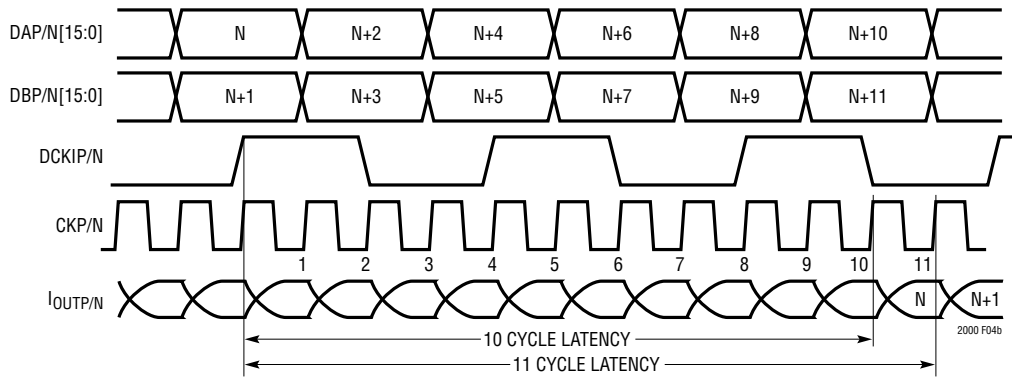 DAP/N[15:0] N N+2 N+4 N+6 N+8 N+10
DBP/N[15:0] N+1 N+3 N+5 N+7 N+9 N+11
DCKIP/N
CKP/N
1 2 3 4 5 6 7 8 9 10 11
IOUTP/N N N+1
2000 F04b
10 CYCLE LATENCY
11 CYCLE LATENCY